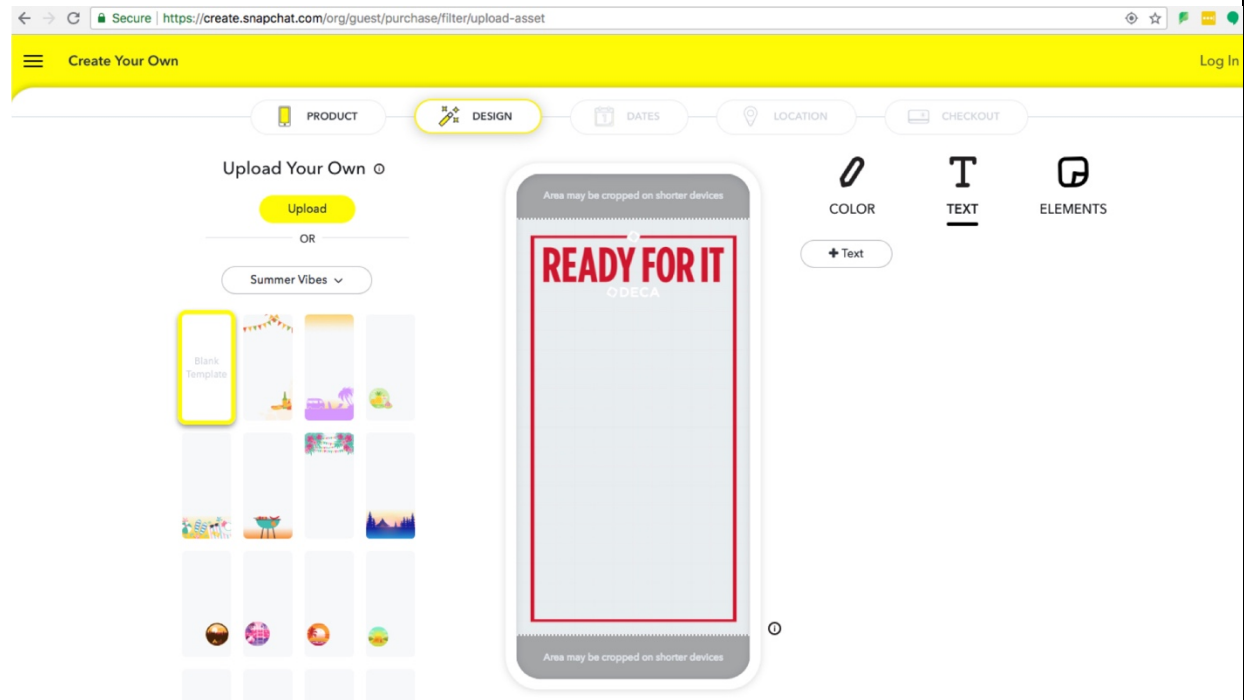 Secure https://create.snapchat.com/org/guest/purchase/filter/upload-asset
Create Your Own
Log In
PRODUCT
DESIGN
DATES
LOCATION
CHECKOUT
Upload Your Own
Upload
OR
Summer Vibes
Blank
Template
Area may be cropped on shorter devices
READY FOR IT
ODECA
Area may be cropped on shorter devices
COLOR
TEXT
ELEMENTS
+ Text